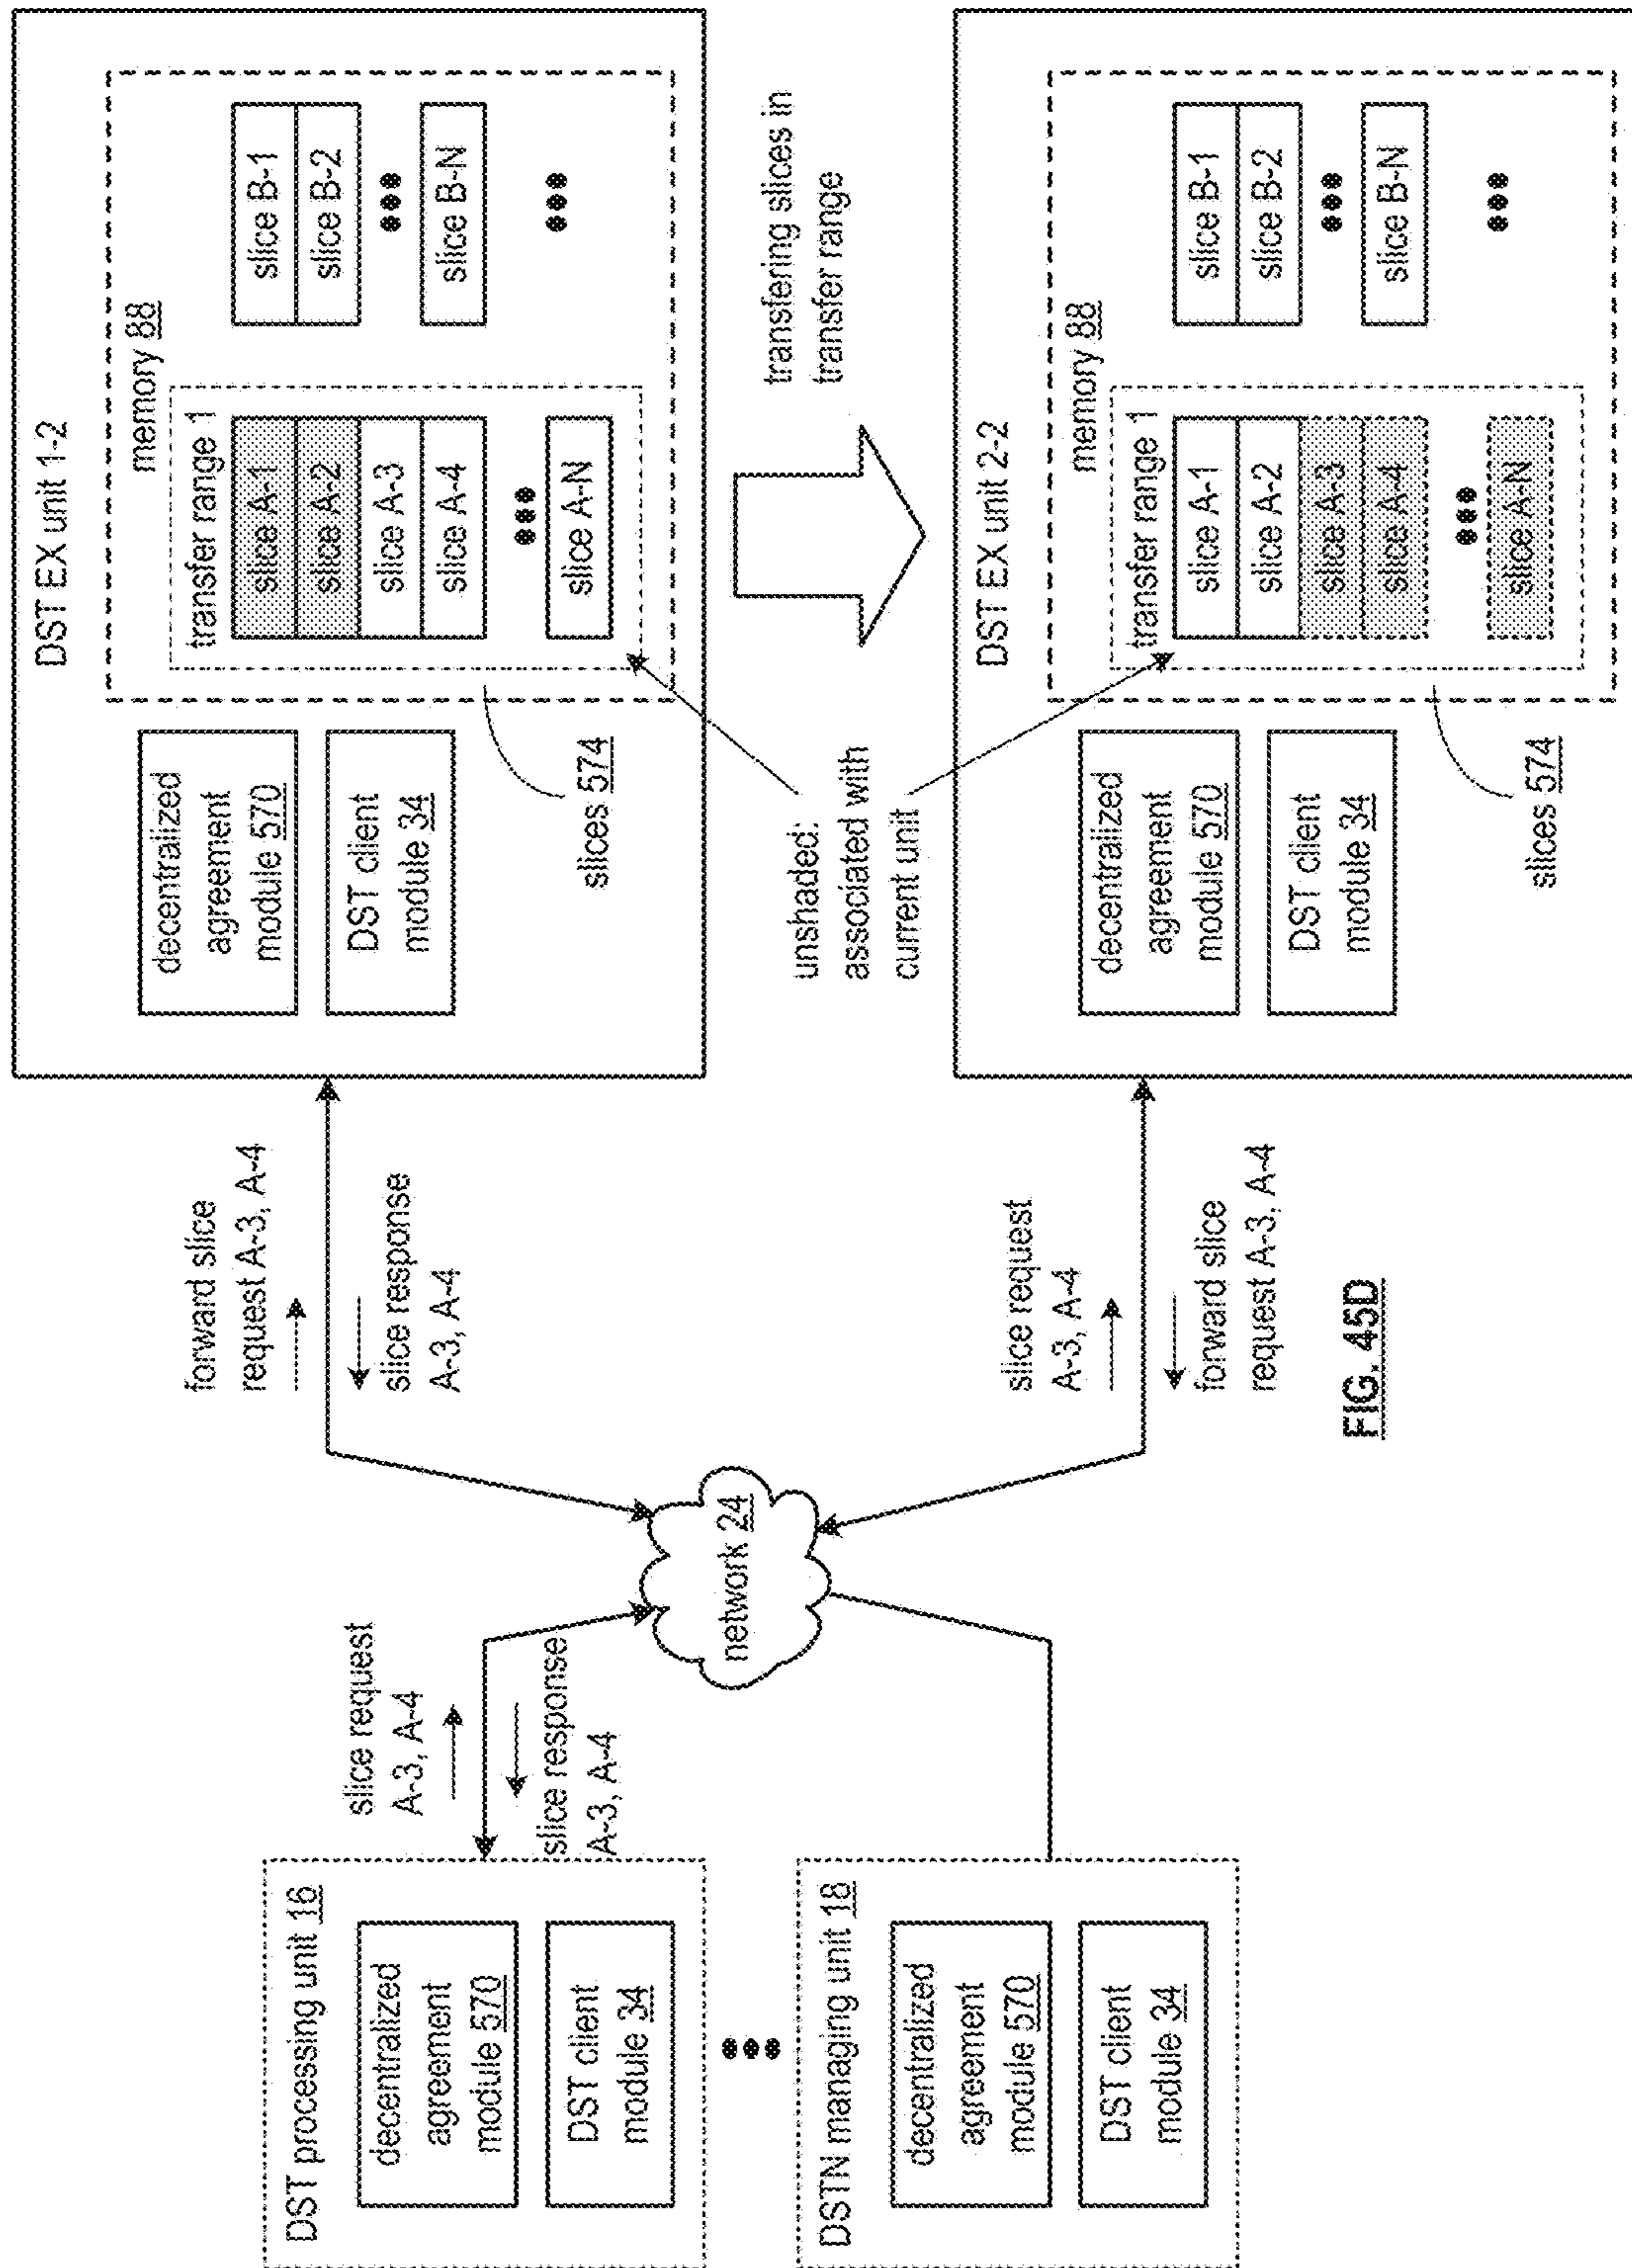 DST processing unit 16
decentralized
agreement
module 570
DST client
module 34
DSTN managing unit 18
decentralized
agreement
module 570
DST client
module 34
slice request
A-3, A-4
slice response
A-3, A-4
network 24
forward slice
request A-3, A-4
slice response
A-3, A-4
slice request
A-3, A-4
forward slice
request A-3, A-4
DST EX unit 1-2
decentralized
agreement
module 570
DST client
module 34
slices 574
memory 88
transfer range 1
slice A-1
slice A-2
slice A-3
slice A-4
slice A-N
slice B-1
slice B-2
slice B-N
unshaded:
associated with
current unit
transfering slices in
transfer range
DST EX unit 2-2
decentralized
agreement
module 570
DST client
module 34
slices 574
memory 88
transfer range 1
slice A-1
slice A-2
slice A-3
slice A-4
slice A-N
slice B-1
slice B-2
slice B-N
FIG. 45D